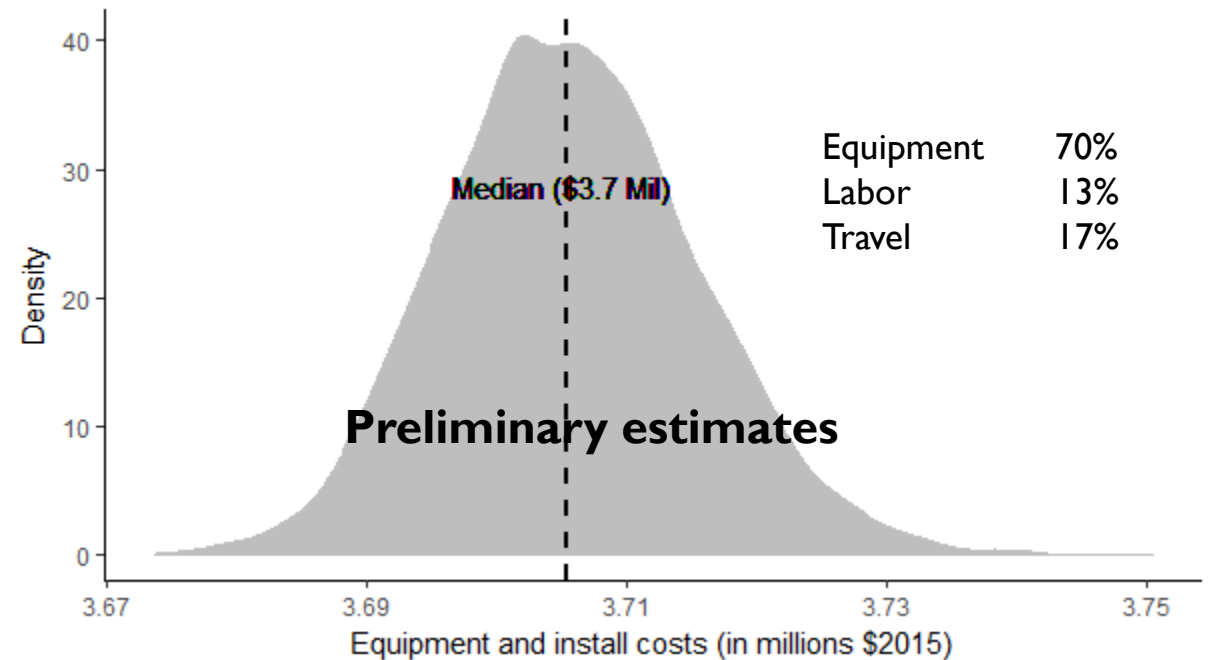 40
30
20
10
0
Density
Median ($3.7 Mil)
Equipment 70%
Labor 13%
Travel 17%
Preliminary estimates
3.67 3.69 3.71 3.73 3.75
Equipment and install costs (in millions $2015)